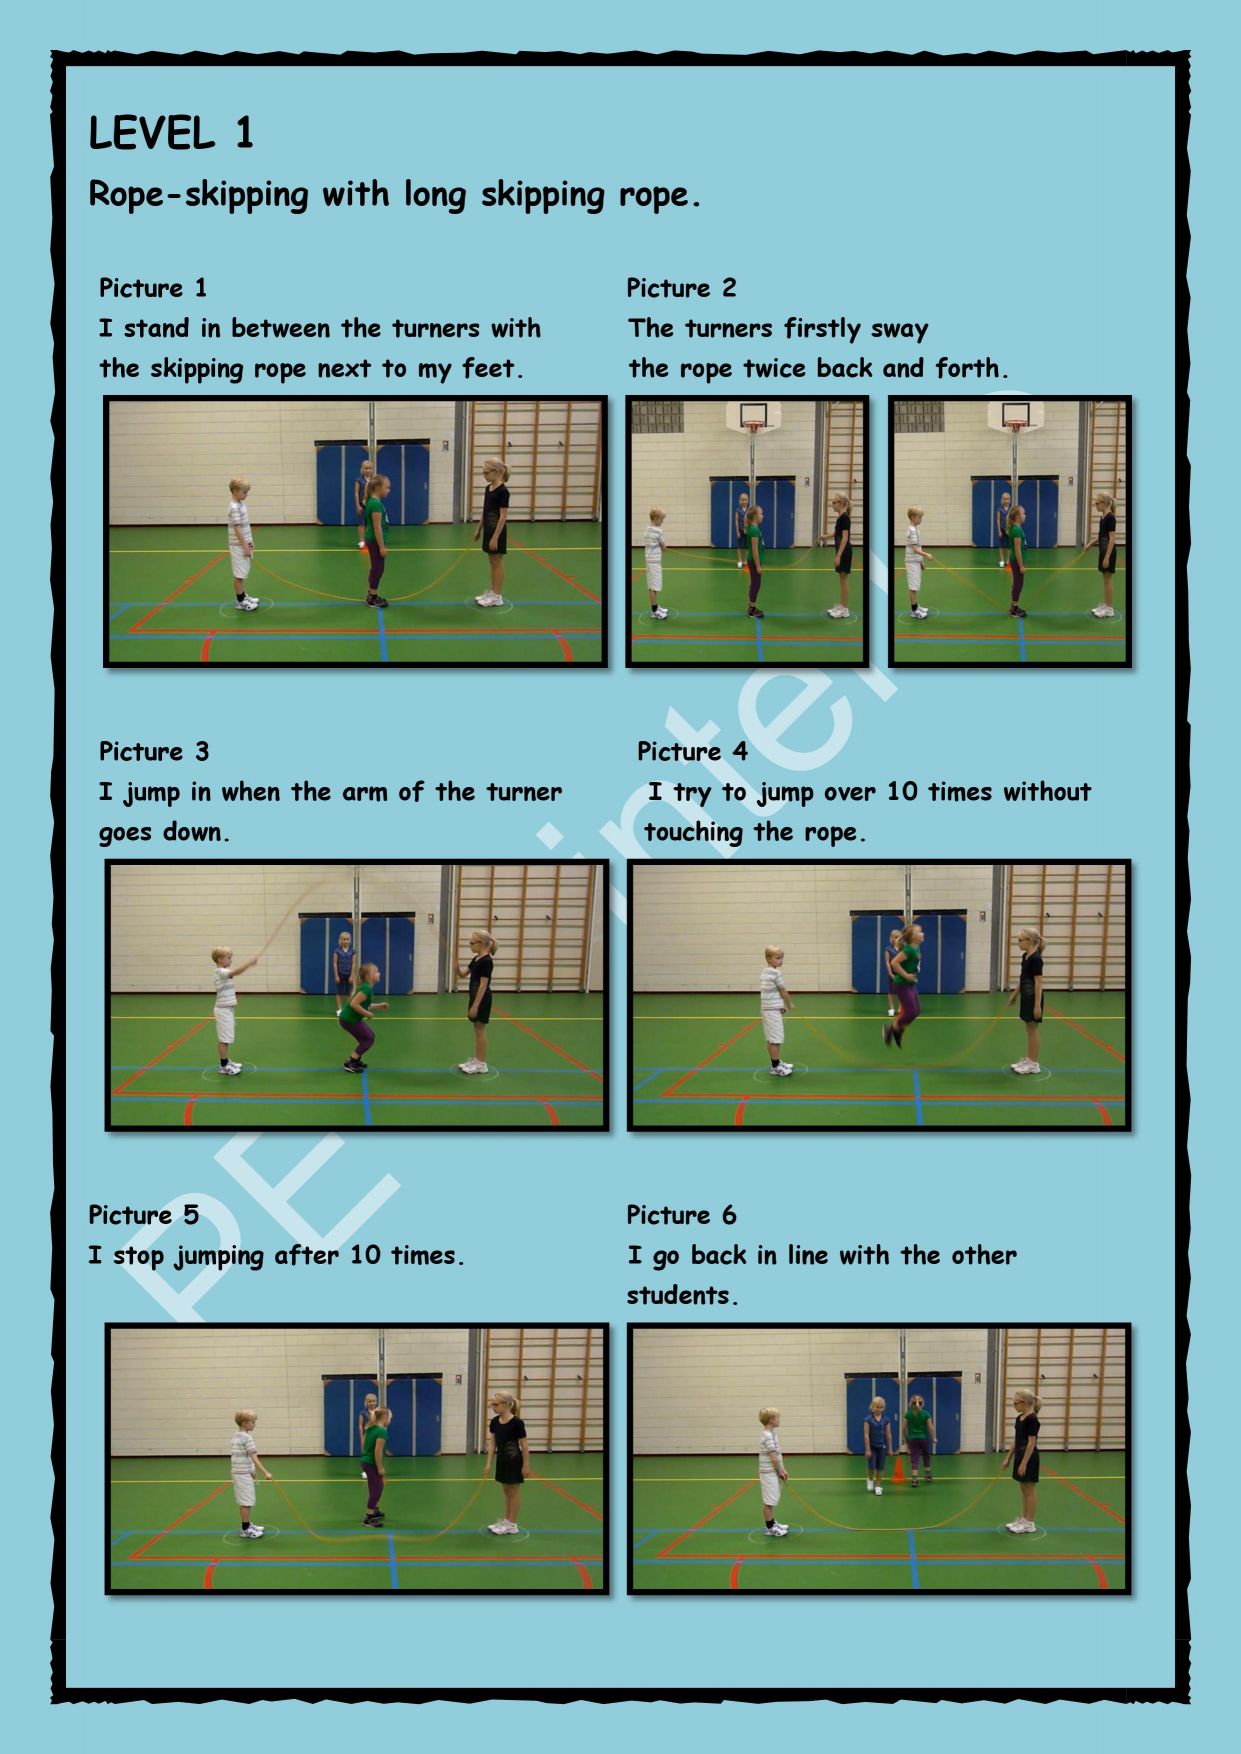 LEVEL 1
Rope-skipping with long skipping rope.
Picture 1
I stand in between the turners with
the skipping rope next to my feet.
Picture 2
The turners firstly sway
the rope twice back and forth.
Picture 3
I jump in when the arm of the turner
goes down.
Picture 4
I try to jump over 10 times without
touching the rope.
Picture 5
I stop jumping after 10 times.
Picture 6
I go back in line with the other
students.
PE